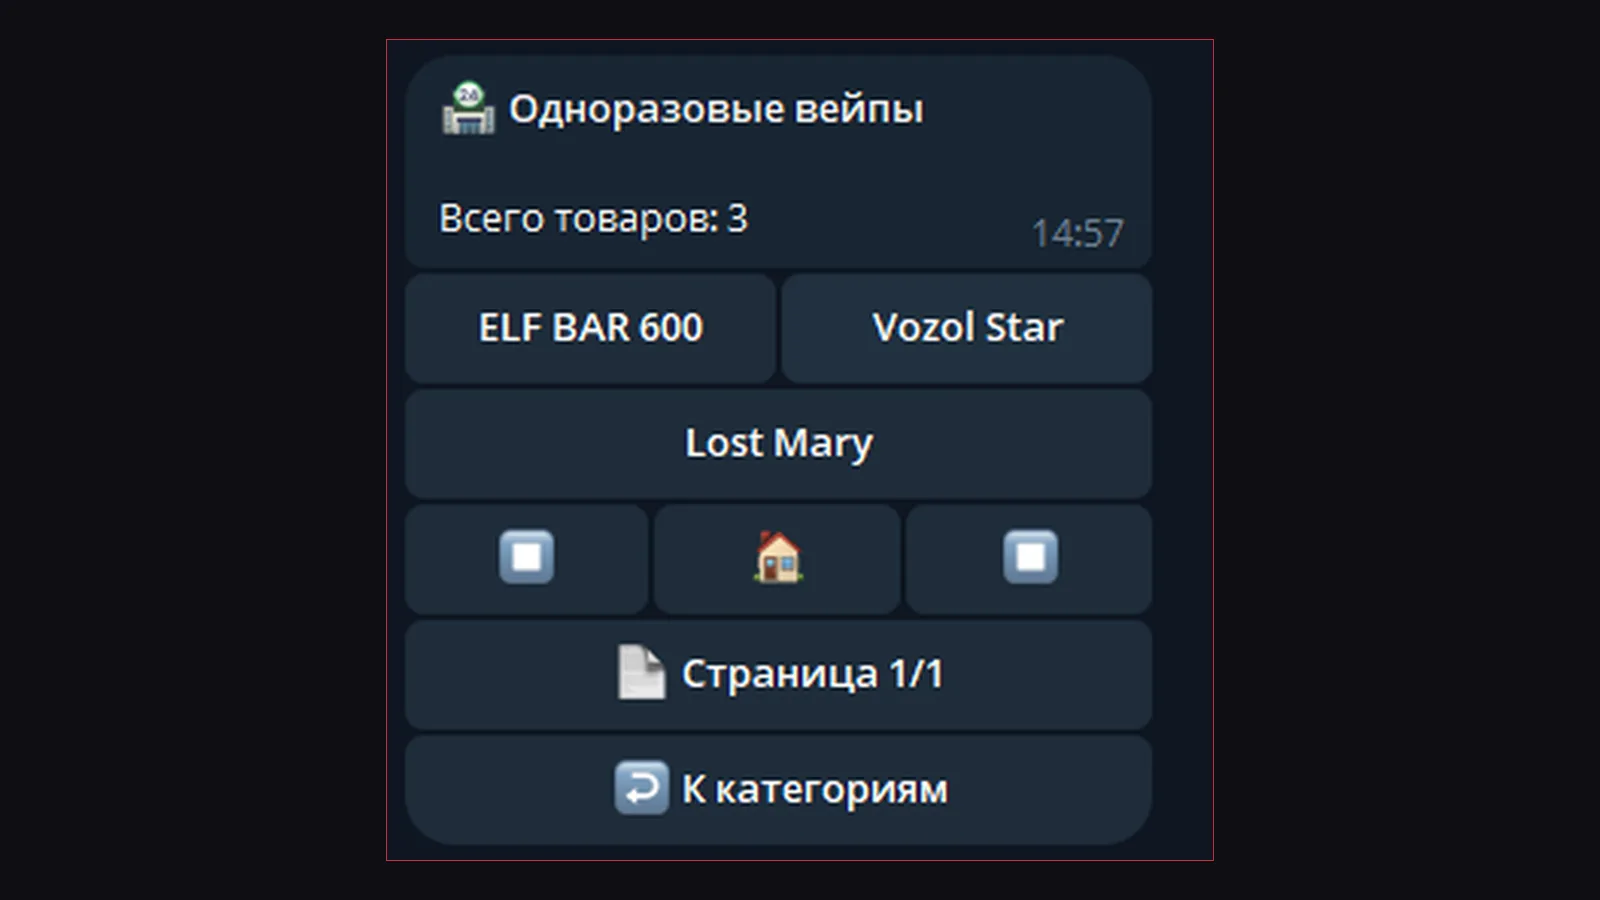 Одноразовые вейпы
Всего товаров: 3
14:57
ELF BAR 600
Vozol Star
Lost Mary
Страница 1/1
К категориям